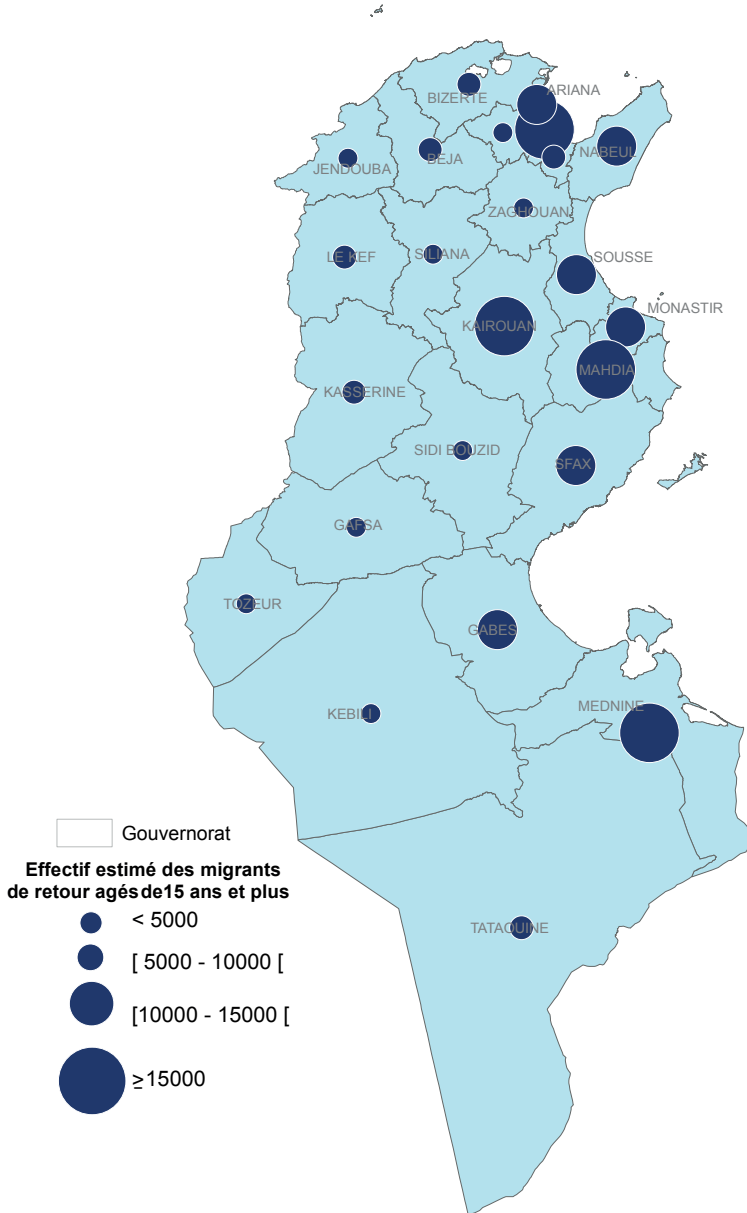 ARIANA
BIZERTE
NABEUL
BEJA
JENDOUBA
ZAGHOUAN
LE KEF
SILIANA
SOUSSE
MONASTIR
KAIROUAN
MAHDIA
KASSERINE
SIDI BOUZID
SFAX
GAFSA
TOZEUR
GABES
MEDNINE
KEBILI
TATAOUINE
Gouvernorat
Effectif estimé des migrants
de retour agésde15 ans et plus
< 5000
[ 5000 - 10000 [
[10000 - 15000 [
≥15000